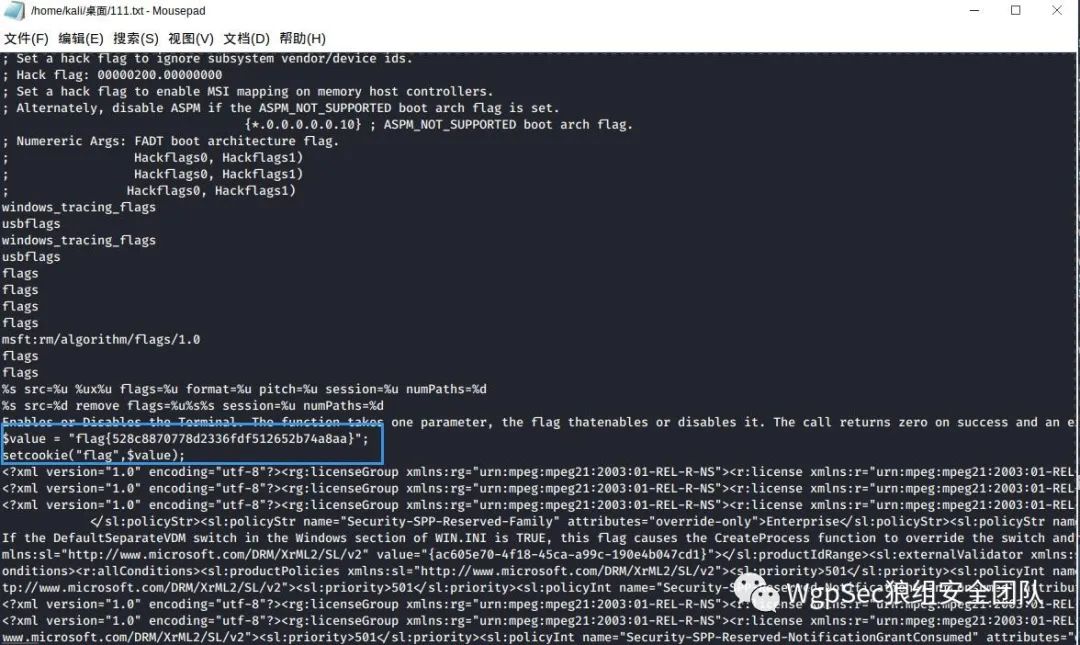 /home/kali/桌面/111.txt - Mousepad
文件(F) 编辑(E) 搜索(S) 视图(V) 文档(D) 帮助(H)
; Set a hack flag to ignore subsystem vendor/device ids.
; Hack flag: 00000200.00000000
; Set a hack flag to enable MSI mapping on memory host controllers.
; Alternately, disable ASPM if the ASPM_NOT_SUPPORTED boot arch flag is set.
{*.0.0.0.0.0.10} ; ASPM_NOT_SUPPORTED boot arch flag.
; Numereric Args: FADT boot architecture flag.
; Hackflags0, Hackflags1)
; Hackflags0, Hackflags1)
; Hackflags0, Hackflags1)
windows_tracing_flags
usbflags
windows_tracing_flags
usbflags
flags
flags
flags
flags
msft:rm/algorithm/flags/1.0
flags
flags
%s src=%u %ux%u flags=%u format=%u pitch=%u session=%u numPaths=%d
%s src=%d remove flags=%u%s%s session=%u numPaths=%d
Enables or Disables the Terminal. The function takes one parameter, the flag thatenables or disables it. The call returns zero on success and an
$value = "flag{528c8870778d2336fdf512652b74a8aa}";
setcookie("flag",$value);
<?xml version="1.0" encoding="utf-8"?><rg:licenseGroup xmlns:rg="urn:mpeg:mpeg21:2003:01-REL-R-NS"><r:license xmlns:r="urn:mpeg:mpeg21:2003:01-REL-
<?xml version="1.0" encoding="utf-8"?><rg:licenseGroup xmlns:rg="urn:mpeg:mpeg21:2003:01-REL-R-NS"><r:license xmlns:r="urn:mpeg:mpeg21:2003:01-REL-
<?xml version="1.0" encoding="utf-8"?><rg:licenseGroup xmlns:rg="urn:mpeg:mpeg21:2003:01-REL-R-NS"><r:license xmlns:r="urn:mpeg:mpeg21:2003:01-REL-
</sl:policyStr><sl:policyStr name="Security-SPP-Reserved-Family" attributes="override-only">Enterprise</sl:policyStr><sl:policyStr
If the DefaultSeparateVDM switch in the Windows section of WIN.INI is TRUE, this flag causes the CreateProcess function to override the switch and
mlns:sl="http://www.microsoft.com/DRM/XrML2/SL/v2" value="{ac605e70-4f18-45ca-a99c-190e4b047cd1}"></sl:productIdRange><sl:externalValidator xmlns:
onditions><r:allConditions><sl:productPolicies xmlns:sl="http://www.microsoft.com/DRM/XrML2/SL/v2"><sl:priority>501</sl:priority><sl:policyInt
tp://www.microsoft.com/DRM/XrML2/SL/v2"><sl:priority>501</sl:priority><sl:policyInt
<?xml version="1.0" encoding="utf-8"?><rg:licenseGroup xmlns:rg="urn:mpeg:mpeg21:2003:01-REL-R-NS"><r:license xmlns:r="urn:mpeg:mpeg21:2003:01-REL-
<?xml version="1.0" encoding="utf-8"?><rg:licenseGroup xmlns:rg="urn:mpeg:mpeg21:2003:01-REL-R-NS"><r:license xmlns:r="urn:mpeg:mpeg21:2003:01-REL-
www.microsoft.com/DRM/XrML2/SL/v2"><sl:priority>501</sl:priority><sl:policyInt name="Security-SPP-Reserved-NotificationGrantConsumed"
WgpSec狼组安全团队